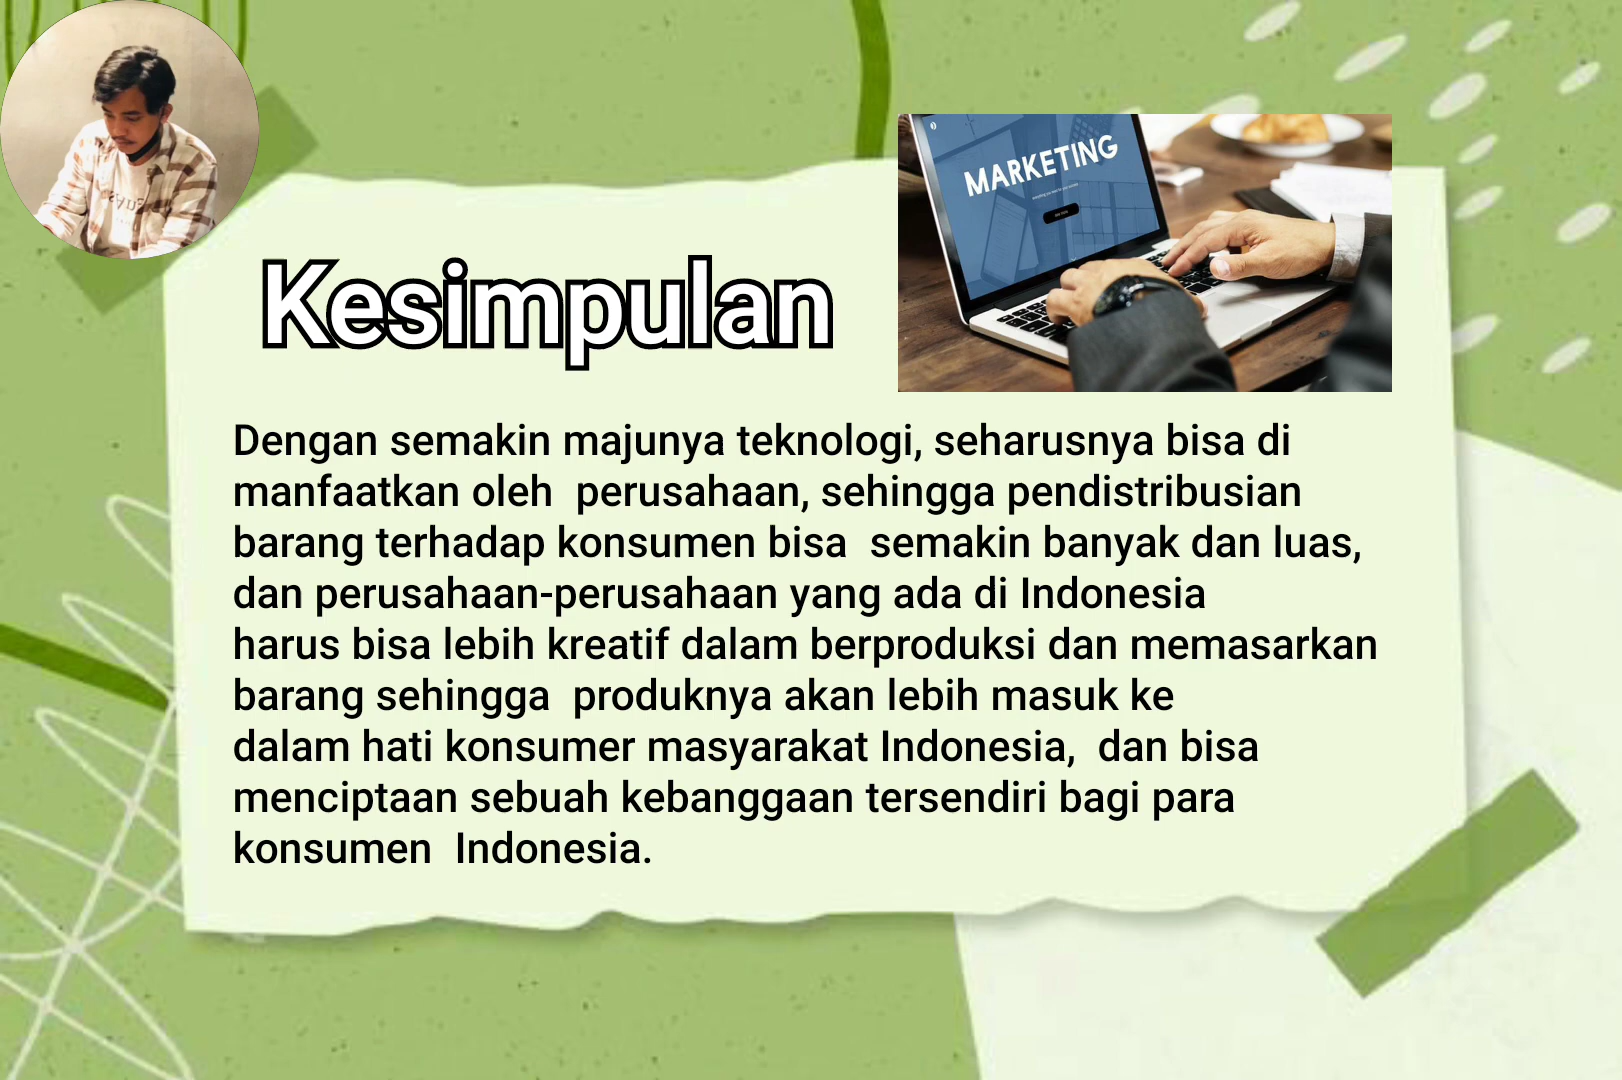 MARKETING
Kesimpulan
Dengan semakin majunya teknologi, seharusnya bisa di
manfaatkan oleh  perusahaan, sehingga pendistribusian
barang terhadap konsumen bisa  semakin banyak dan luas,
dan perusahaan-perusahaan yang ada di Indonesia
harus bisa lebih kreatif dalam berproduksi dan memasarkan
barang sehingga  produknya akan lebih masuk ke
dalam hati konsumer masyarakat Indonesia,  dan bisa
menciptaan sebuah kebanggaan tersendiri bagi para
konsumen  Indonesia.